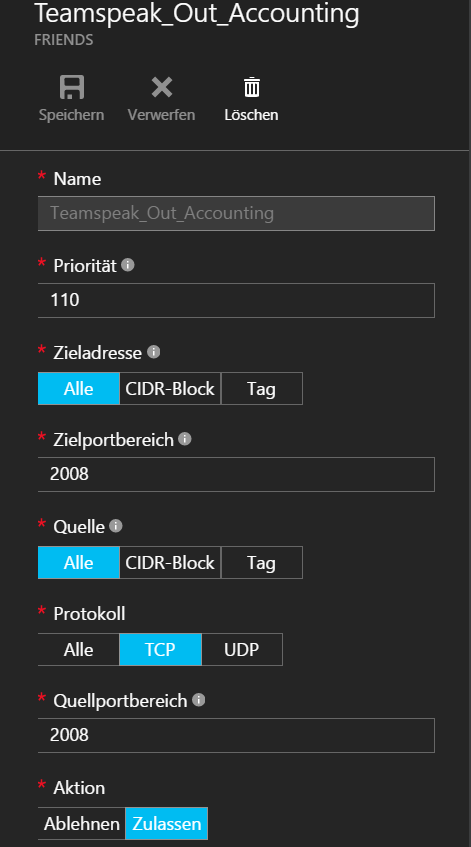 Teamspeak_Out_Accounting
FRIENDS
Speichern Verwerfen Löschen
* Name
Teamspeak_Out_Accounting
* Priorität
110
* Zieladresse
Alle CIDR-Block Tag
* Zielportbereich
2008
* Quelle
Alle CIDR-Block Tag
* Protokoll
Alle TCP UDP
* Quellportbereich
2008
* Aktion
Ablehnen Zulassen